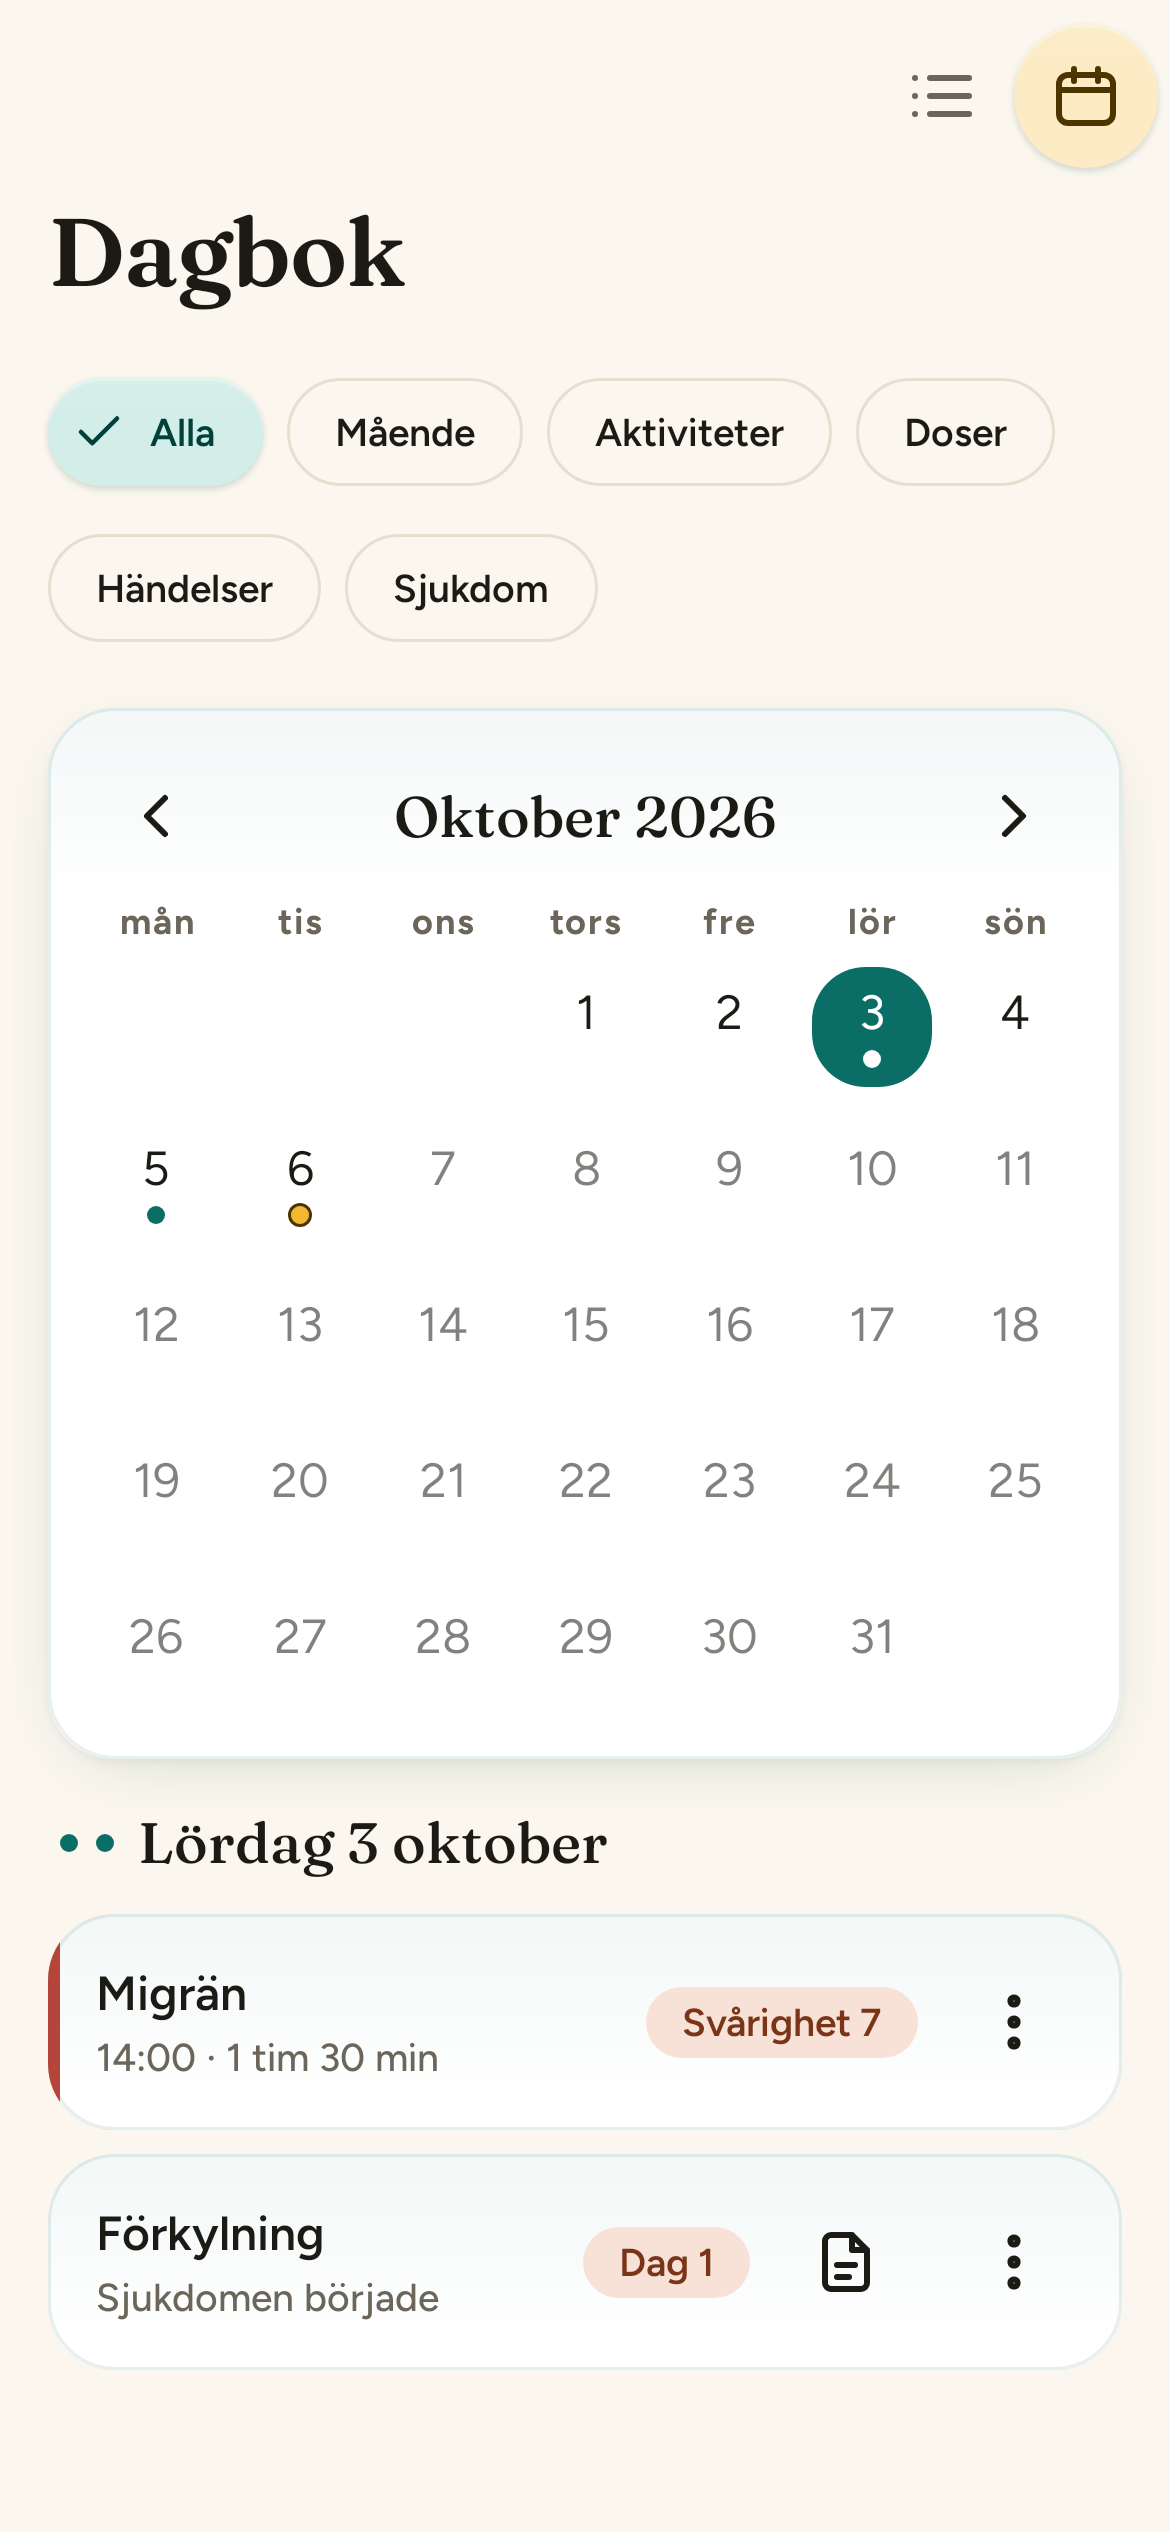 Dagbok
Alla Mående Aktiviteter Doser
Händelser Sjukdom
Oktober 2026
mån tis ons tors fre lör sön
1 2 3 4
5 6 7 8 9 10 11
12 13 14 15 16 17 18
19 20 21 22 23 24 25
26 27 28 29 30 31
Lördag 3 oktober
Migrän
Svårighet 7
14:00 · 1 tim 30 min
Förkylning
Dag 1
Sjukdomen började